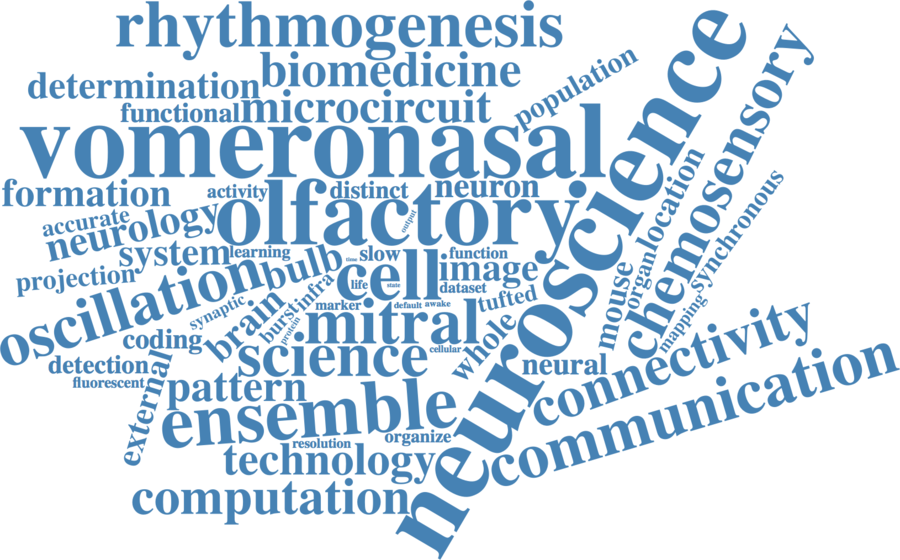 rhythmogenesis
biomedicine
determination
functional
microcircuit
population
neuroscience
chemosensory
vomeronasal
formation
activity
distinct
neuron
location
synchronous
accurate
neurology
olfactory
output
organ
system
learning
time
slow
function
projection
oscillation
bulb
cell
image
life
state
dataset
mouse
mapping
synaptic
brain
burst
infra
protein
marker
default
awake
tufted
coding
mitral
whole
detection
fluorescent
science
cellular
neural
connectivity
external
pattern
ensemble
communication
resolution
organize
technology
computation